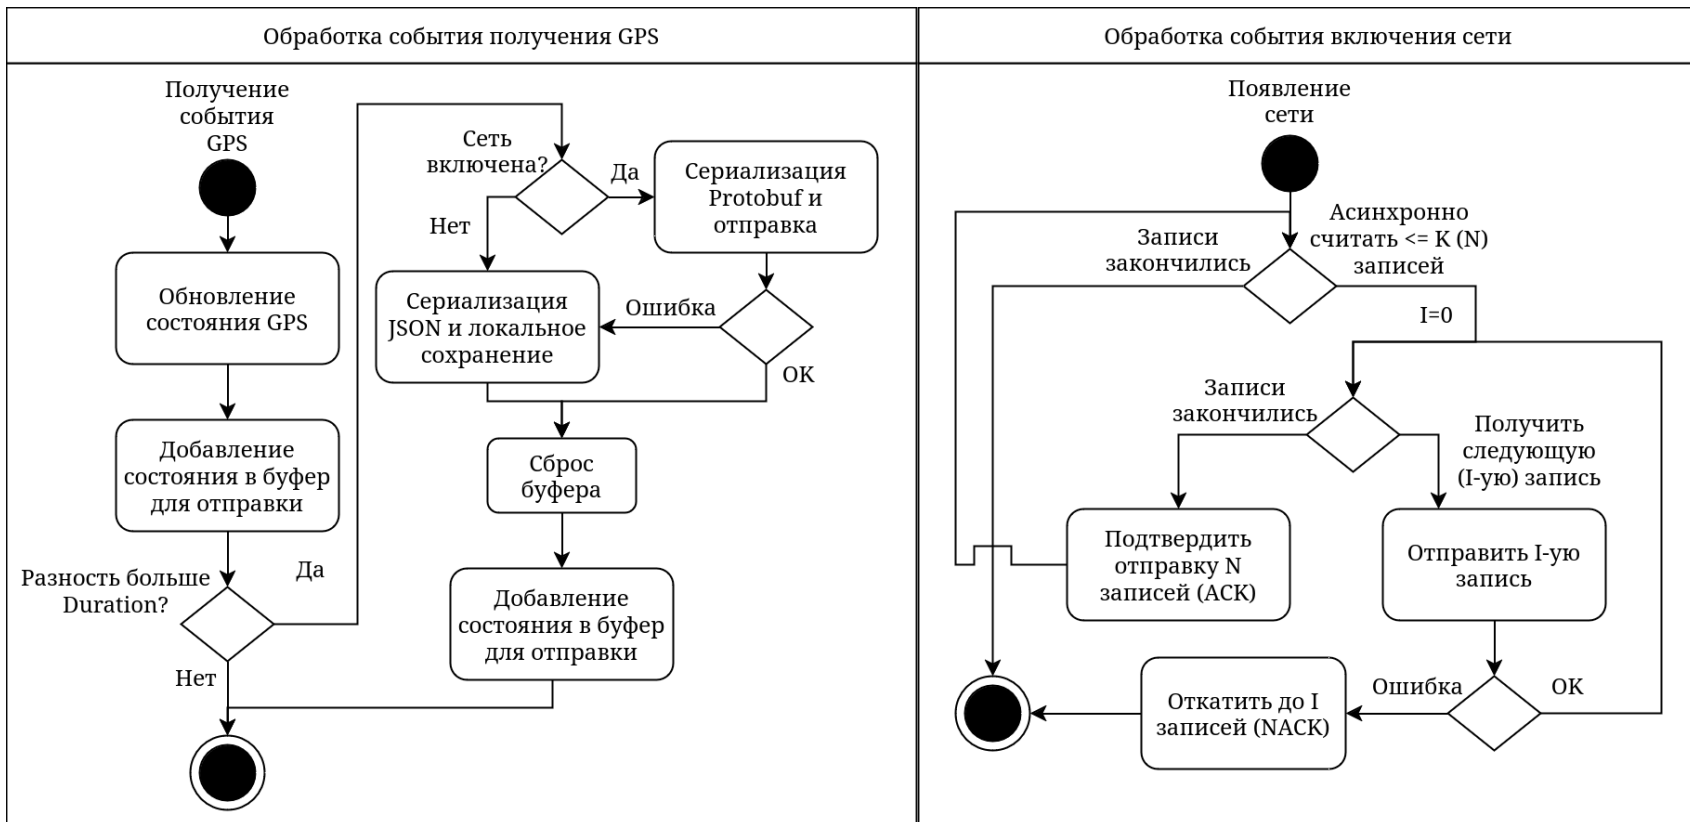 Обработка события получения GPS
Получение
события
GPS
Обновление
состояния GPS
Добавление
состояния в буфер
для отправки
Разность больше
Duration?
Да
Нет
Сеть
включена?
Да
Нет
Сериализация
Protobuf и
отправка
Сериализация
JSON и локальное
сохранение
Ошибка
OK
Сброс
буфера
Добавление
состояния в буфер
для отправки
Обработка события включения сети
Появление
сети
Асинхронно
считать <= K (N)
записей
Записи
закончились
I=0
Записи
закончились
Получить
следующую
(I-ую) запись
Подтвердить
отправку N
записей (ACK)
Отправить I-ую
запись
Ошибка
OK
Откатить до I
записей (NACK)